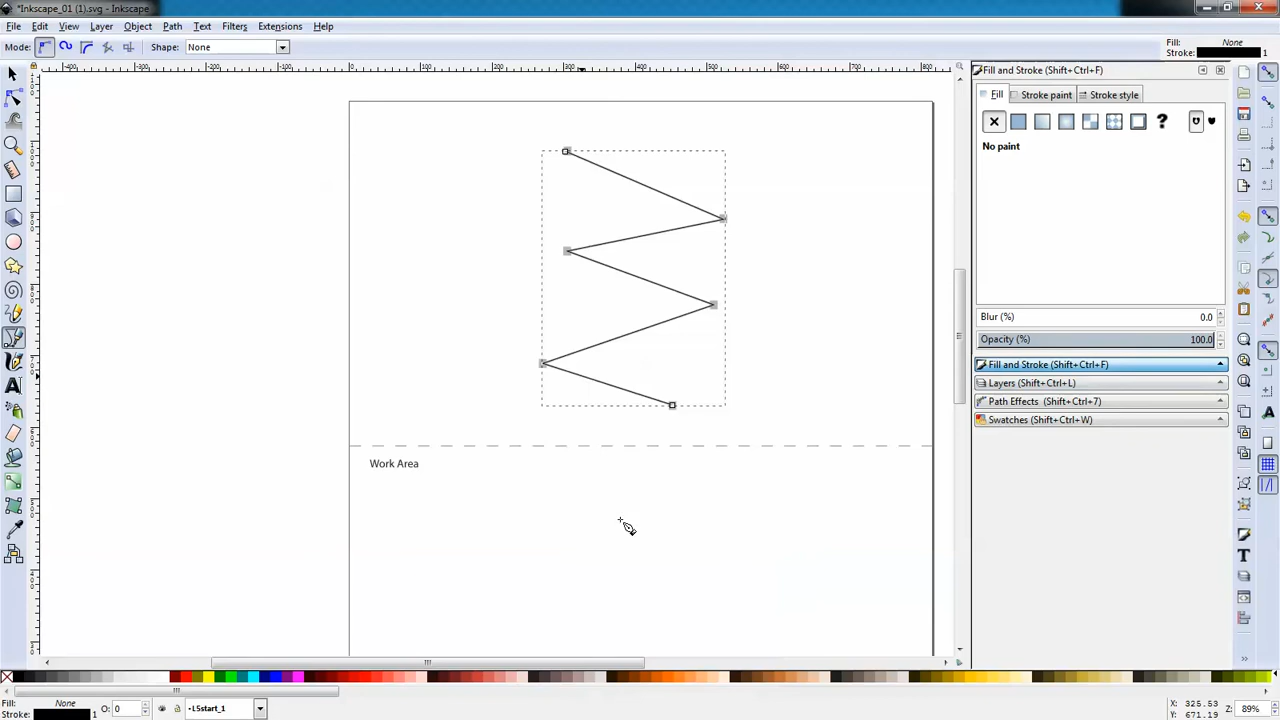 *Inkscape_01 (1).svg - Inkscape
File Edit View Layer Object Path Text Filters Extensions Help
Mode: Shape: None
Fill: None
Stroke: 1
Fill and Stroke (Shift+Ctrl+F)
Fill Stroke paint Stroke style
No paint
Work Area
Blur (%) 0.0
Opacity (%) 100.0
Fill and Stroke (Shift+Ctrl+F)
Layers (Shift+Ctrl+L)
Path Effects (Shift+Ctrl+7)
Swatches (Shift+Ctrl+W)
Fill: None
Stroke: 1
O: 0
•L5start_1
X: 325.53
Y: 671.19
Z: 89%